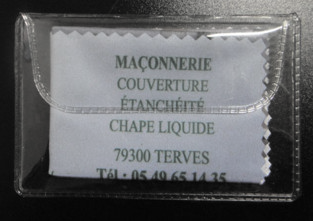 MAÇONNERIE
COUVERTURE
ÉTANCHÉITÉ
CHAPE LIQUIDE
79300 TERVES
Tél : 05 49 65 14 35